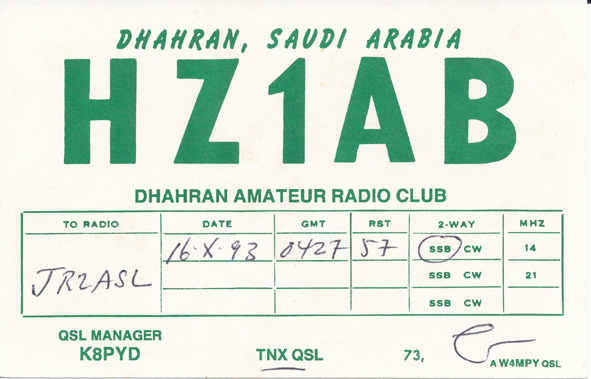 DHAHRAN, SAUDI ARABIA
HZ1AB
DHAHRAN AMATEUR RADIO CLUB
TO RADIO DATE GMT RST 2-WAY MHZ
16·X·93 0427 57 SSB CW 14
JR2ASL SSB CW 21
SSB CW
QSL MANAGER
K8PYD TNX QSL 73,
A W4MPY QSL